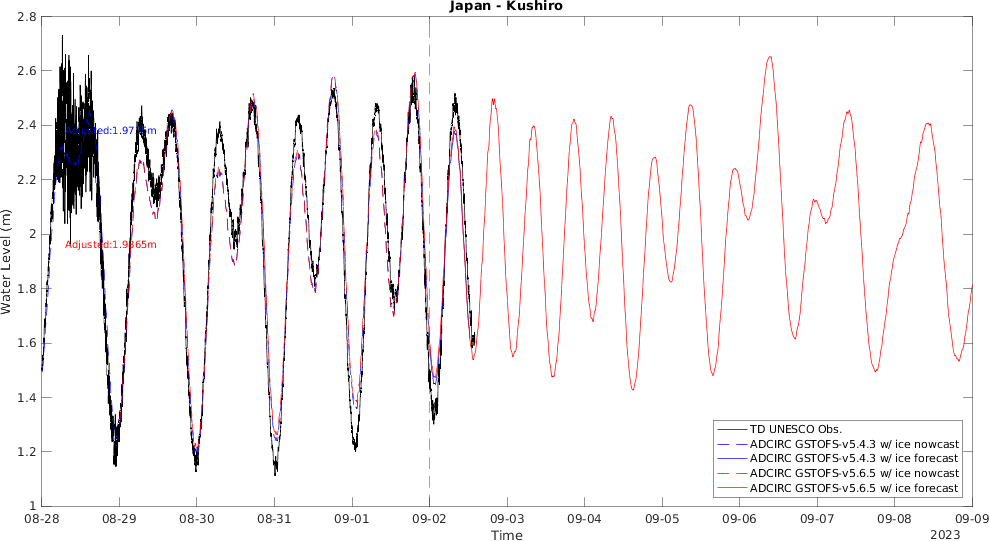 Japan - Kushiro
2.8
2.6
2.4
2.2
2
1.8
1.6
1.4
1.2
1
Water Level (m)
Adjusted:1.9865m
TD UNESCO Obs.
ADCIRC GSTOFS-v5.4.3 w/ ice nowcast
ADCIRC GSTOFS-v5.4.3 w/ ice forecast
ADCIRC GSTOFS-v5.6.5 w/ ice nowcast
ADCIRC GSTOFS-v5.6.5 w/ ice forecast
08-28 08-29 08-30 08-31 09-01 09-02 09-03 09-04 09-05 09-06 09-07 09-08 09-09
Time
2023